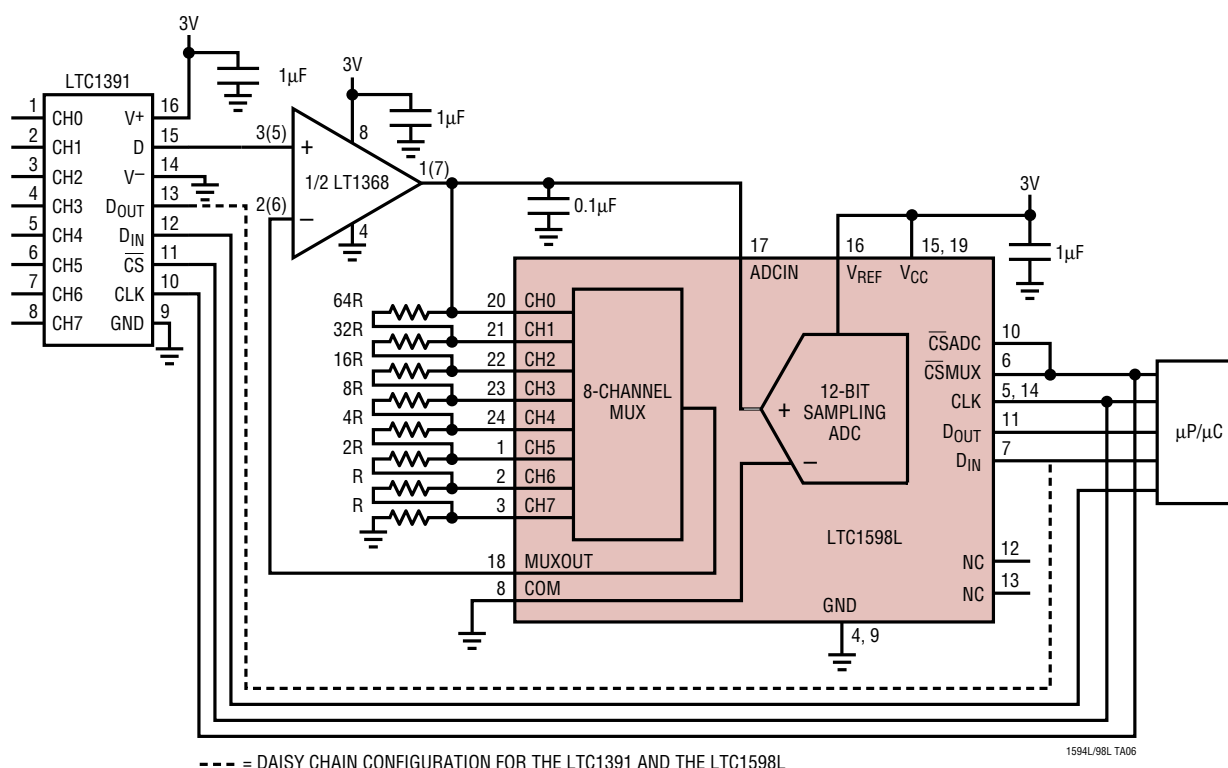 3V
1µF
LTC1391
1 CH0 V+ 16
2 CH1 D 15
3 CH2 V– 14
4 CH3 DOUT 13
5 CH4 DIN 12
6 CH5 CS 11
7 CH6 CLK 10
8 CH7 GND 9
3V
1µF
8
3(5) +
1/2 LT1368
1(7)
2(6) –
4
0.1µF
3V
1µF
17 16 15, 19
ADCIN VREF VCC
64R 20 CH0
32R 21 CH1
16R 22 CH2
8R 23 CH3
4R 24 CH4
2R 1 CH5
R 2 CH6
R 3 CH7
18 MUXOUT
8 COM
8-CHANNEL
MUX
+
–
12-BIT
SAMPLING
ADC
LTC1598L
CSADC 10
CSMUX 6
CLK 5, 14
DOUT 11
DIN 7
NC 12
NC 13
GND
4, 9
µP/µC
1594L/98L TA06
= DAISY CHAIN CONFIGURATION FOR THE LTC1391 AND THE LTC1598L